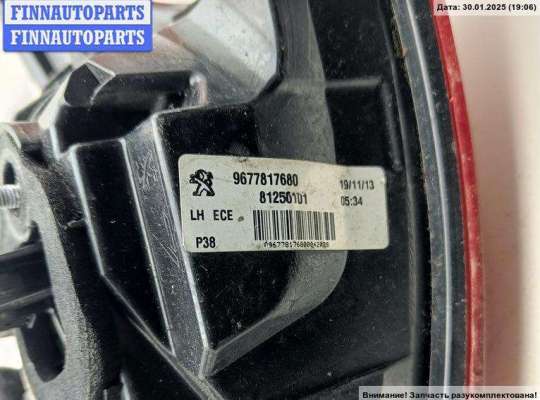 FINNAUTOPARTS
FINNAUTOPARTS
Дата: 30.01.2025 (19:06)
9677817680 19/11/13
81250101 05:34
LH ECE
P38
Внимание! Запчасть разукомплектована!